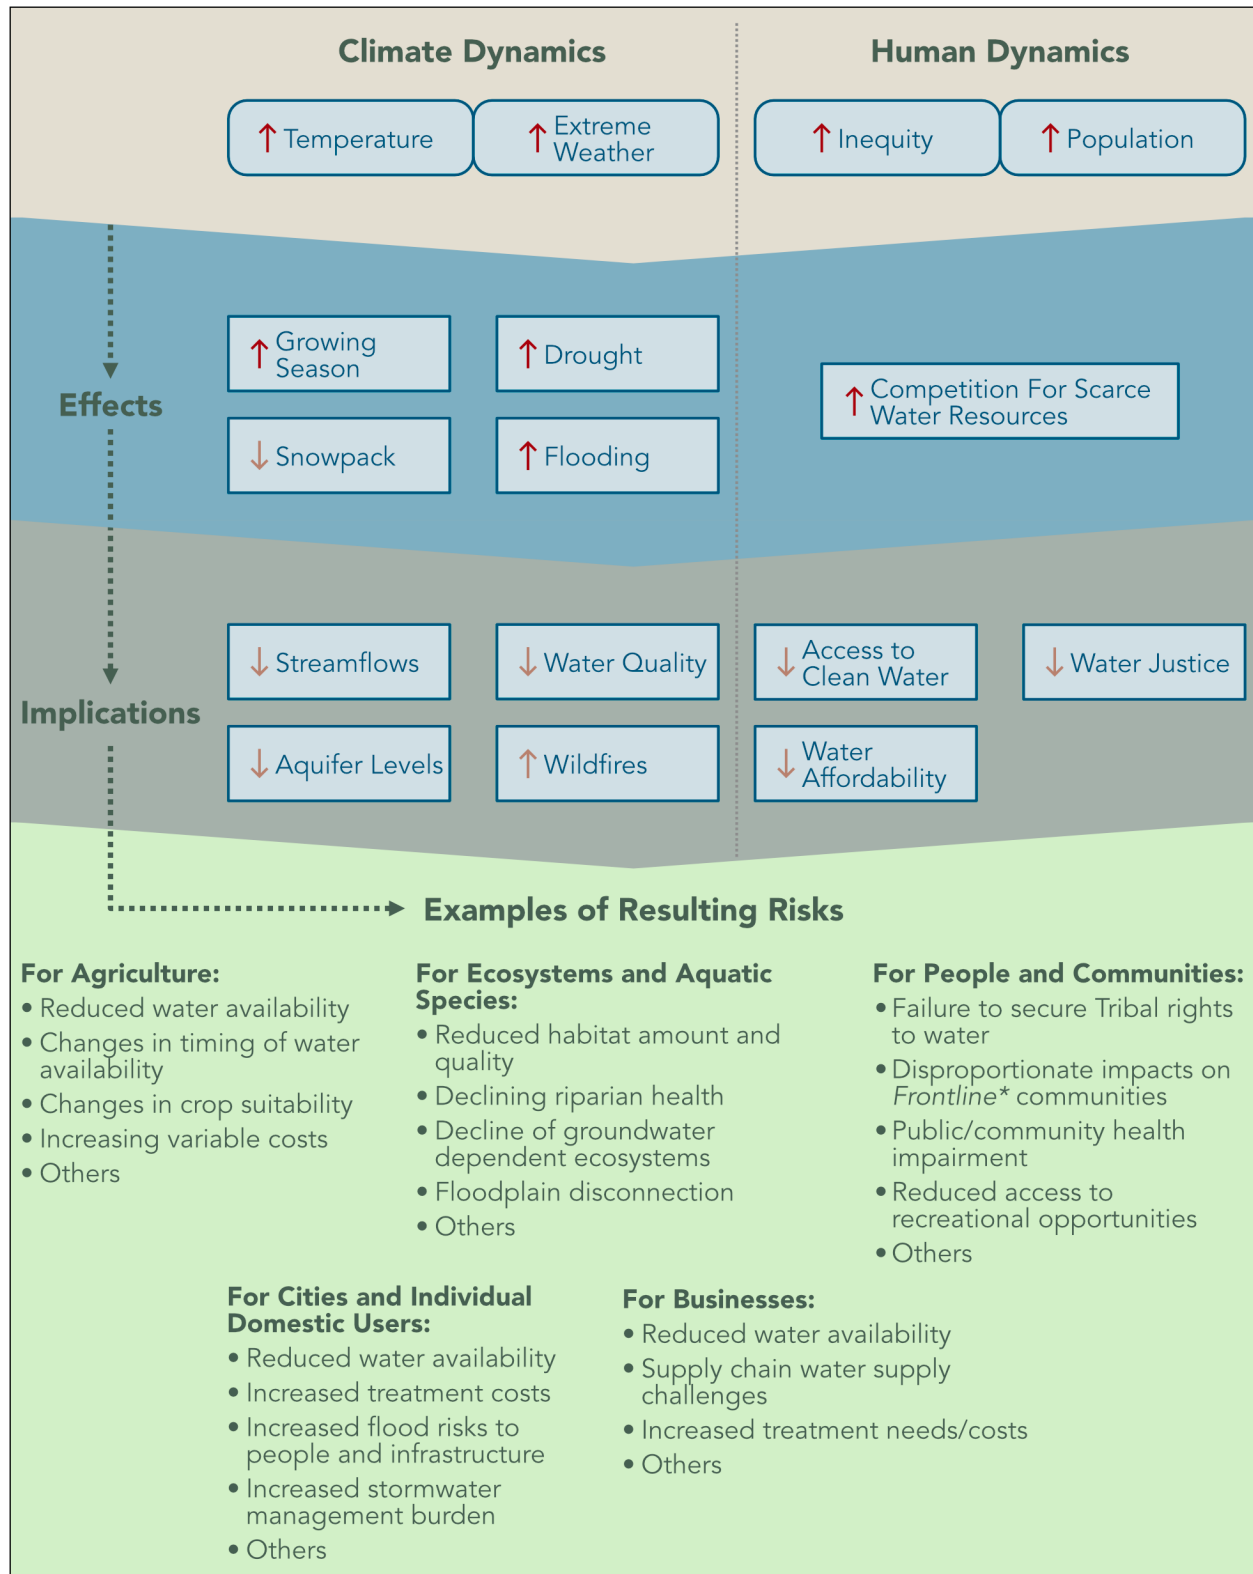 Climate Dynamics
Human Dynamics
↑ Temperature
↑ Extreme
Weather
↑ Inequity
↑ Population
Effects
↑ Growing
Season
↑ Drought
↓ Snowpack
↑ Flooding
↑ Competition For Scarce
Water Resources
Implications
↓ Streamflows
↓ Water Quality
↓ Aquifer Levels
↑ Wildfires
↓ Access to
Clean Water
↓ Water Justice
↓ Water
Affordability
Examples of Resulting Risks
For Agriculture:
• Reduced water availability
• Changes in timing of water
availability
• Changes in crop suitability
• Increasing variable costs
• Others
For Ecosystems and Aquatic
Species:
• Reduced habitat amount and
quality
• Declining riparian health
• Decline of groundwater
dependent ecosystems
• Floodplain disconnection
• Others
For People and Communities:
• Failure to secure Tribal rights
to water
• Disproportionate impacts on
Frontline* communities
• Public/community health
impairment
• Reduced access to
recreational opportunities
• Others
For Cities and Individual
Domestic Users:
• Reduced water availability
• Increased treatment costs
• Increased flood risks to
people and infrastructure
• Increased stormwater
management burden
• Others
For Businesses:
• Reduced water availability
• Supply chain water supply
challenges
• Increased treatment needs/costs
• Others